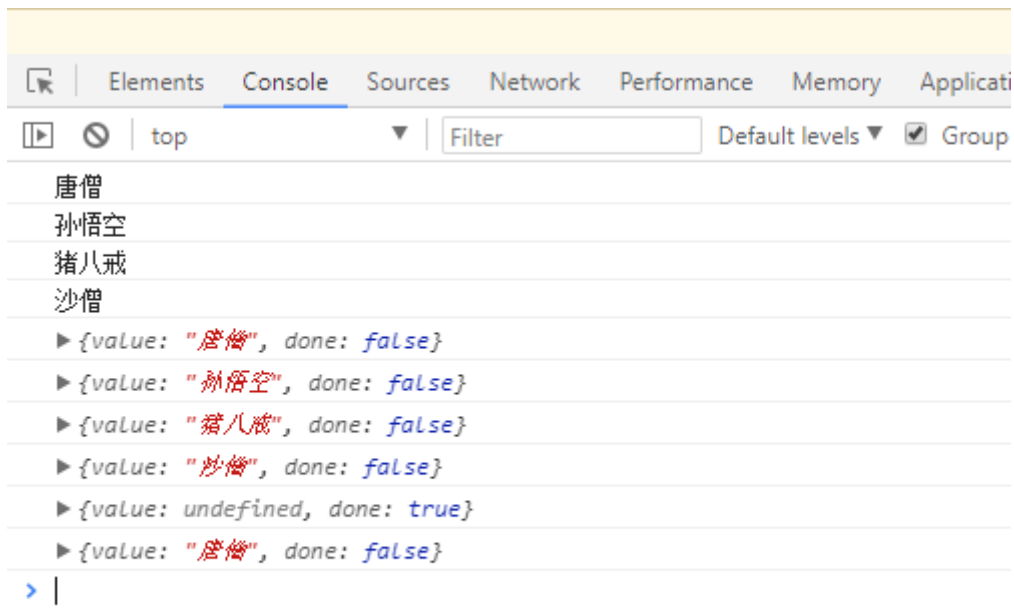 Elements Console Sources Network Performance Memory Applicati
top ▼ Filter Default levels ▼ Group
唐僧
孙悟空
猪八戒
沙僧
▶ {value: "唐僧", done: false}
▶ {value: "孙悟空", done: false}
▶ {value: "猪八戒", done: false}
▶ {value: "沙僧", done: false}
▶ {value: undefined, done: true}
▶ {value: "唐僧", done: false}
>